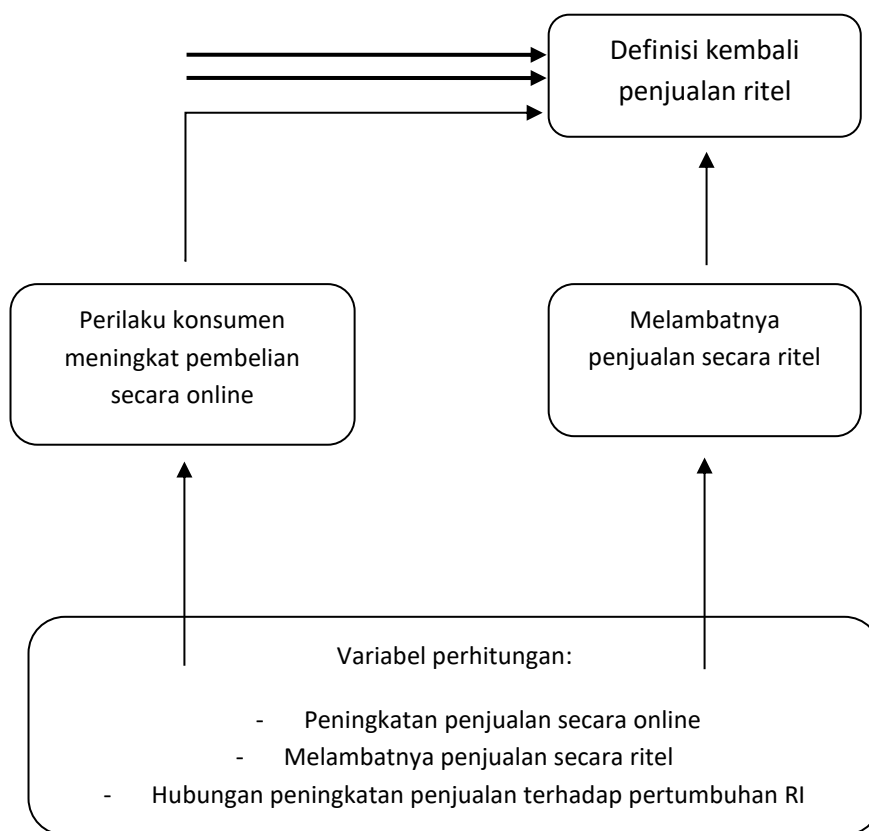 Definisi kembali
penjualan ritel
Perilaku konsumen
meningkat pembelian
secara online
Melambatnya
penjualan secara ritel
Variabel perhitungan:
- Peningkatan penjualan secara online
- Melambatnya penjualan secara ritel
- Hubungan peningkatan penjualan terhadap pertumbuhan RI